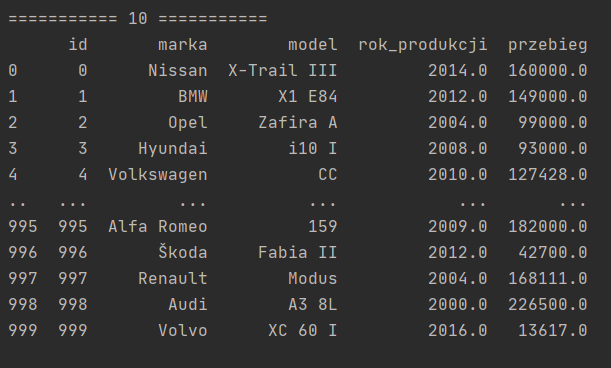 =========== 10 ===========
      id        marka         model  rok_produkcji  przebieg
0      0       Nissan  X-Trail III         2014.0  160000.0
1      1          BMW        X1 E84         2012.0  149000.0
2      2         Opel      Zafira A         2004.0   99000.0
3      3      Hyundai         i10 I         2008.0   93000.0
4      4   Volkswagen            CC         2010.0  127428.0
..   ...          ...           ...            ...       ...
995  995   Alfa Romeo           159         2009.0  182000.0
996  996        Škoda      Fabia II         2012.0   42700.0
997  997      Renault         Modus         2004.0  168111.0
998  998         Audi         A3 8L         2000.0  226500.0
999  999        Volvo       XC 60 I         2016.0   13617.0